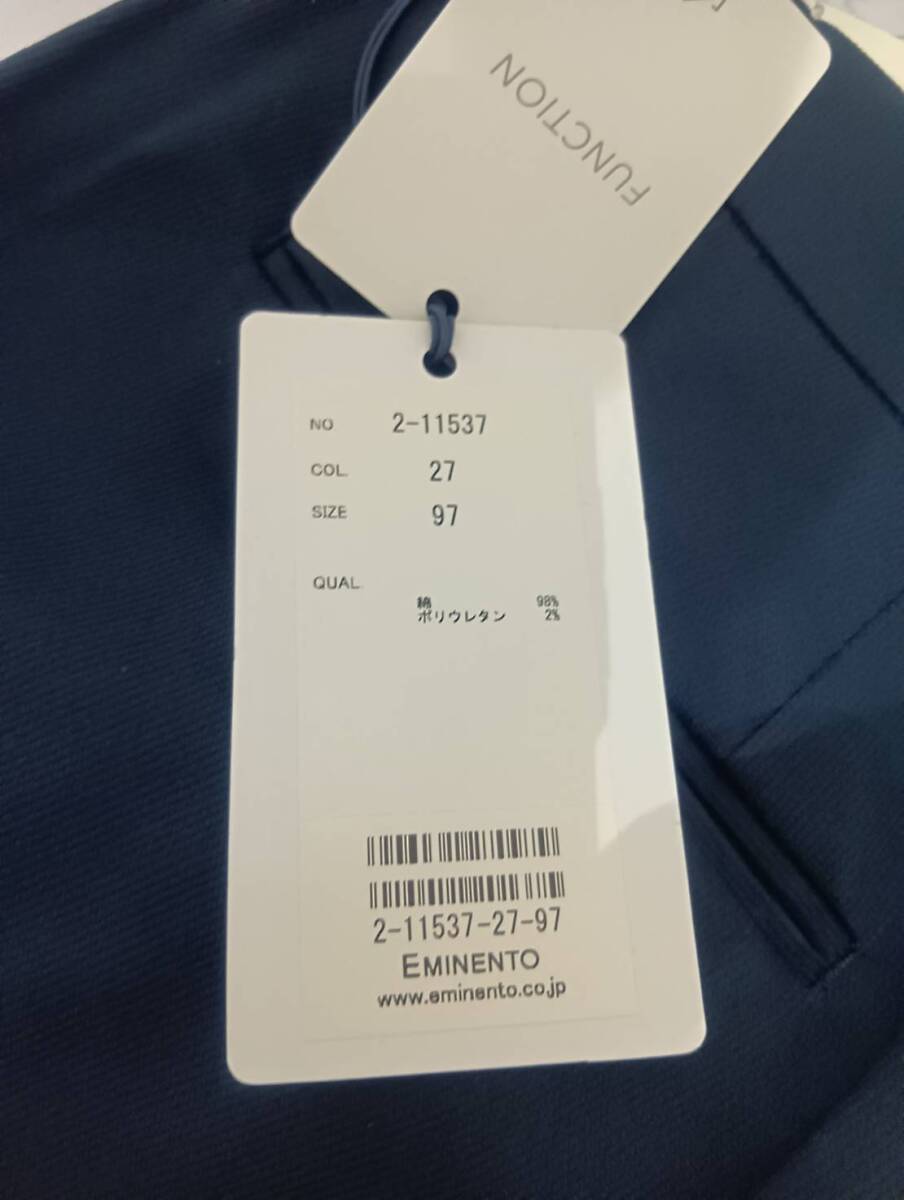 FUNCTION
NO 2-11537
COL. 27
SIZE 97
QUAL.
綿 98%
ポリウレタン 2%
2-11537-27-97
EMINENTO
www.eminento.co.jp